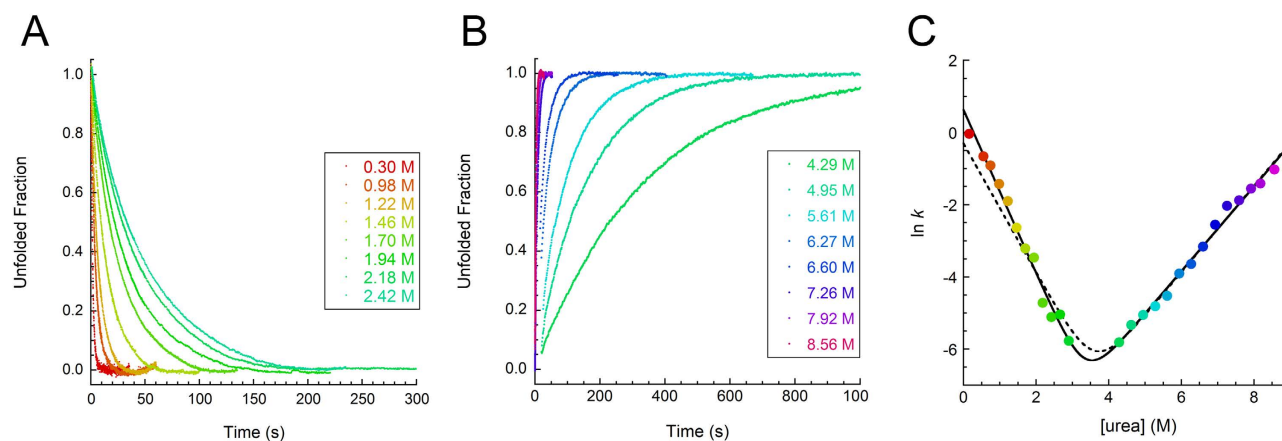 A
Unfolded Fraction
1.0
0.8
0.6
0.4
0.2
0.0
0.30 M
0.98 M
1.22 M
1.46 M
1.70 M
1.94 M
2.18 M
2.42 M
0 50 100 150 200 250 300
Time (s)
B
Unfolded Fraction
1.0
0.8
0.6
0.4
0.2
0.0
4.29 M
4.95 M
5.61 M
6.27 M
6.60 M
7.26 M
7.92 M
8.56 M
0 200 400 600 800 1000
Time (s)
C
ln k
0
-2
-4
-6
0 2 4 6 8
[urea] (M)